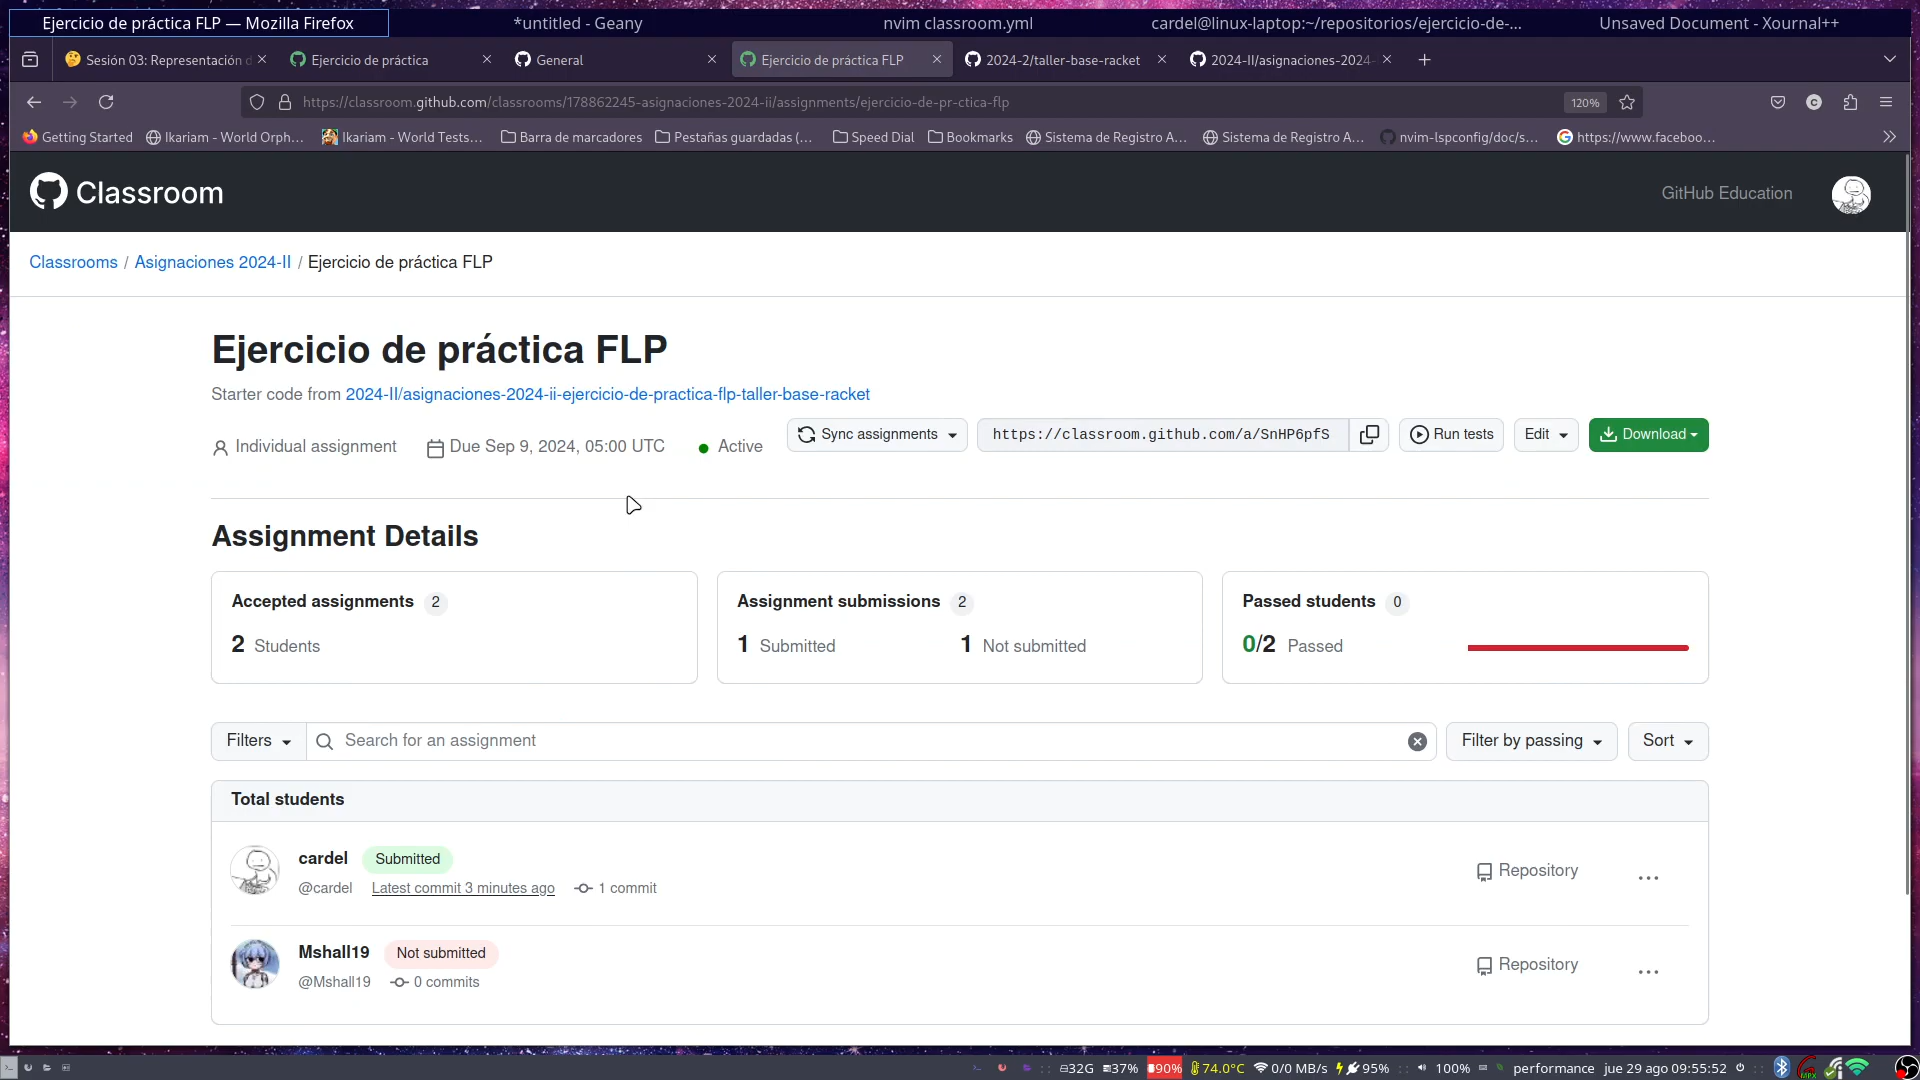 Ejercicio de práctica FLP — Mozilla Firefox
*untitled - Geany
nvim classroom.yml
cardel@linux-laptop:~/repositorios/ejercicio-de-...
Unsaved Document - Xournal++
Sesión 03: Representación d
Ejercicio de práctica
General
Ejercicio de práctica FLP
2024-2/taller-base-racket
2024-II/asignaciones-2024-
https://classroom.github.com/classrooms/178862245-asignaciones-2024-ii/assignments/ejercicio-de-pr-ctica-flp
120%
Getting Started
Ikariam - World Orph...
Ikariam - World Tests...
Barra de marcadores
Pestañas guardadas (...
Speed Dial
Bookmarks
Sistema de Registro A...
Sistema de Registro A...
nvim-lspconfig/doc/s...
https://www.faceboo...
Classroom
GitHub Education
Classrooms / Asignaciones 2024-II / Ejercicio de práctica FLP
Ejercicio de práctica FLP
Starter code from 2024-II/asignaciones-2024-ii-ejercicio-de-practica-flp-taller-base-racket
Individual assignment
Due Sep 9, 2024, 05:00 UTC
Active
Sync assignments
https://classroom.github.com/a/SnHP6pfS
Run tests
Edit
Download
Assignment Details
Accepted assignments 2
2 Students
Assignment submissions 2
1 Submitted
1 Not submitted
Passed students 0
0/2 Passed
Filters
Search for an assignment
Filter by passing
Sort
Total students
cardel Submitted
@cardel Latest commit 3 minutes ago 1 commit
Repository
...
Mshall19 Not submitted
@Mshall19 0 commits
Repository
...
32G
37%
90%
74.0°C
0/0 MB/s
95%
100%
performance
jue 29 ago 09:55:52